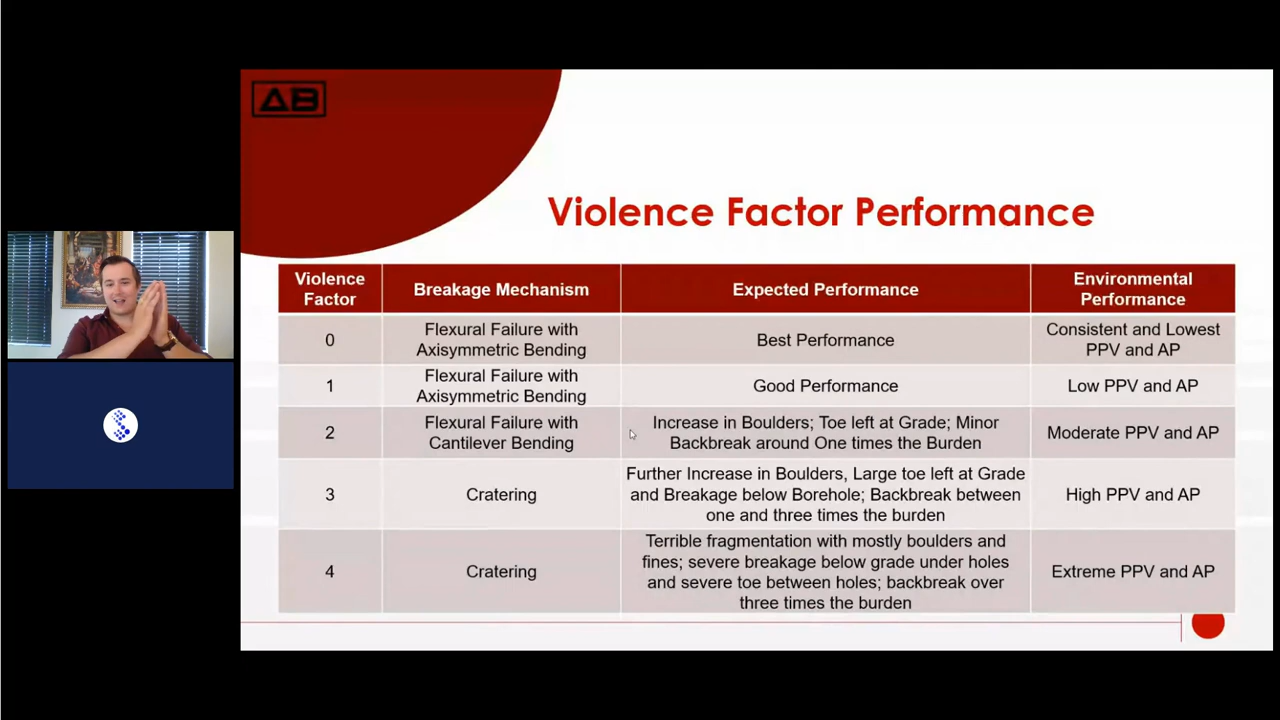 AB
Violence Factor Performance
Violence
Factor
Breakage Mechanism
Expected Performance
Environmental
Performance
0
Flexural Failure with
Axisymmetric Bending
Best Performance
Consistent and Lowest
PPV and AP
1
Flexural Failure with
Axisymmetric Bending
Good Performance
Low PPV and AP
2
Flexural Failure with
Cantilever Bending
Increase in Boulders; Toe left at Grade; Minor
Backbreak around One times the Burden
Moderate PPV and AP
3
Cratering
Further Increase in Boulders, Large toe left at Grade
and Breakage below Borehole; Backbreak between
one and three times the burden
High PPV and AP
4
Cratering
Terrible fragmentation with mostly boulders and
fines; severe breakage below grade under holes
and severe toe between holes; backbreak over
three times the burden
Extreme PPV and AP